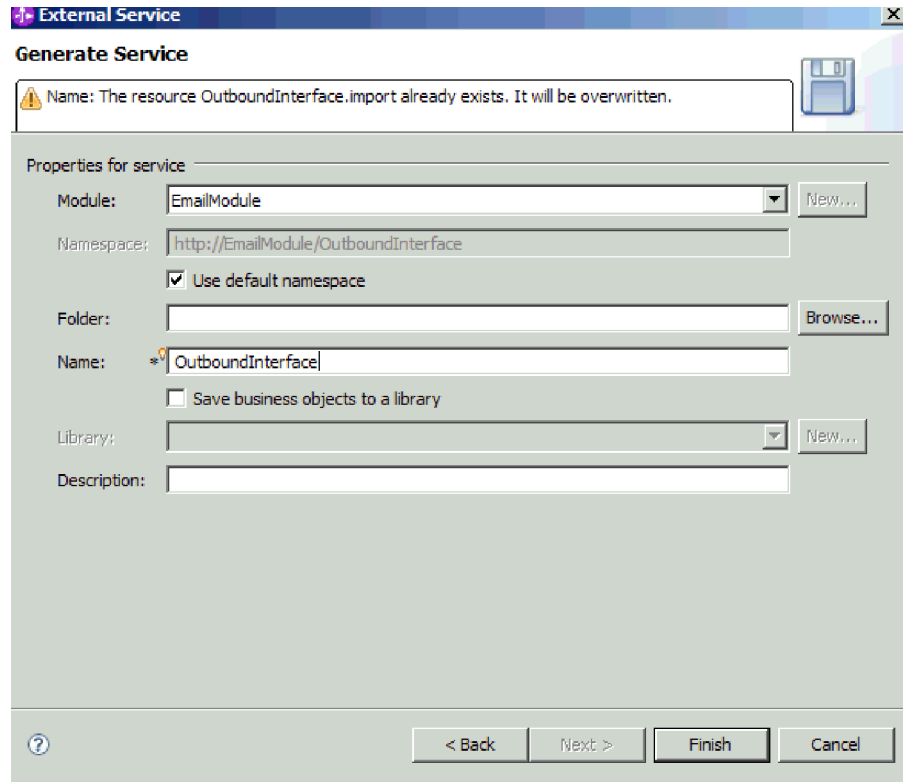 External Service
Generate Service
Name: The resource OutboundInterface.import already exists. It will be overwritten.
Properties for service
Module: EmailModule New...
Namespace: http://EmailModule/OutboundInterface
Use default namespace
Folder: Browse...
Name: * OutboundInterface
Save business objects to a library
Library: New...
Description:
? < Back Next > Finish Cancel